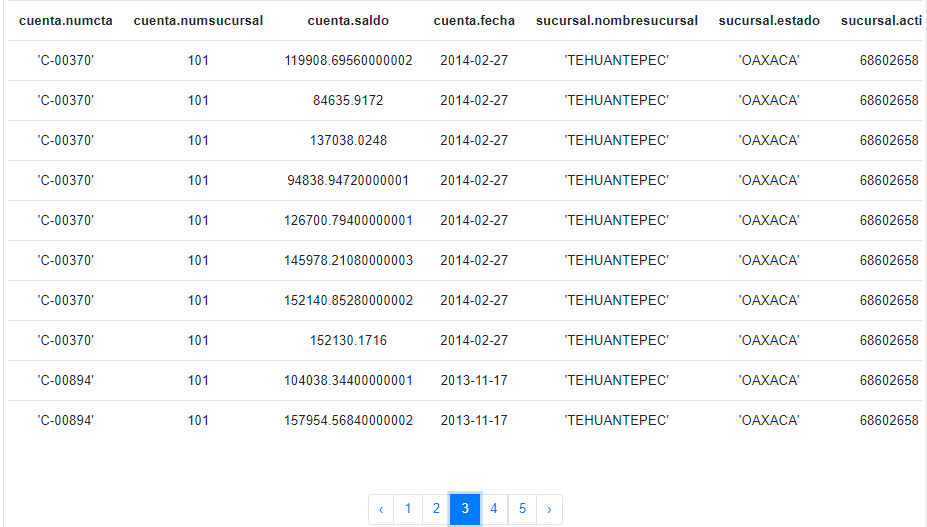 cuenta.numcta cuenta.numsucursal cuenta.saldo cuenta.fecha sucursal.nombresucursal sucursal.estado sucursal.acti
'C-00370' 101 119908.69560000002 2014-02-27 'TEHUANTEPEC' 'OAXACA' 68602658
'C-00370' 101 84635.9172 2014-02-27 'TEHUANTEPEC' 'OAXACA' 68602658
'C-00370' 101 137038.0248 2014-02-27 'TEHUANTEPEC' 'OAXACA' 68602658
'C-00370' 101 94838.94720000001 2014-02-27 'TEHUANTEPEC' 'OAXACA' 68602658
'C-00370' 101 126700.79400000001 2014-02-27 'TEHUANTEPEC' 'OAXACA' 68602658
'C-00370' 101 145978.21080000003 2014-02-27 'TEHUANTEPEC' 'OAXACA' 68602658
'C-00370' 101 152140.85280000002 2014-02-27 'TEHUANTEPEC' 'OAXACA' 68602658
'C-00370' 101 152130.1716 2014-02-27 'TEHUANTEPEC' 'OAXACA' 68602658
'C-00894' 101 104038.34400000001 2013-11-17 'TEHUANTEPEC' 'OAXACA' 68602658
'C-00894' 101 157954.56840000002 2013-11-17 'TEHUANTEPEC' 'OAXACA' 68602658
‹ 1 2 3 4 5 ›